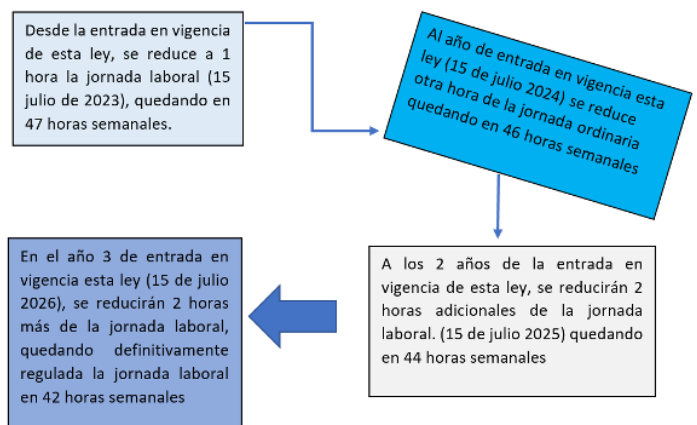 Desde la entrada en vigencia
de esta ley, se reduce a 1
hora la jornada laboral (15
julio de 2023), quedando en
47 horas semanales.
Al año de entrada en vigencia esta
ley (15 de julio 2024) se reduce
otra hora de la jornada ordinaria
quedando en 46 horas semanales
A los 2 años de la entrada en
vigencia de esta ley, se reducirán 2
horas adicionales de la jornada
laboral. (15 de julio 2025) quedando
en 44 horas semanales
En el año 3 de entrada en
vigencia esta ley (15 de julio
2026), se reducirán 2 horas
más de la jornada laboral,
quedando definitivamente
regulada la jornada laboral
en 42 horas semanales